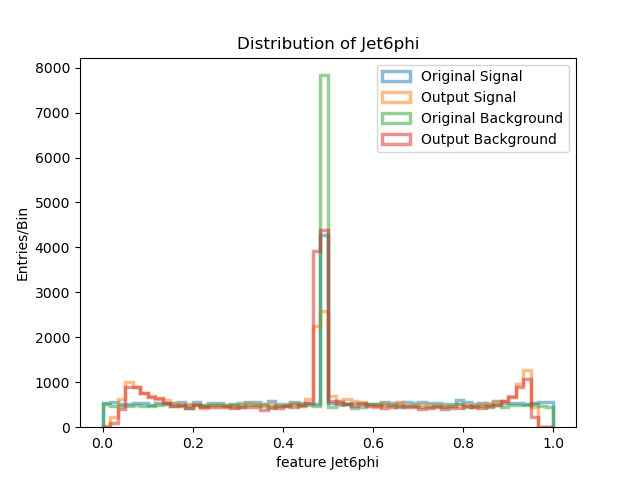 Distribution of Jet6phi
Original Signal
Output Signal
Original Background
Output Background
Entries/Bin
8000
7000
6000
5000
4000
3000
2000
1000
0
0.0 0.2 0.4 0.6 0.8 1.0
feature Jet6phi